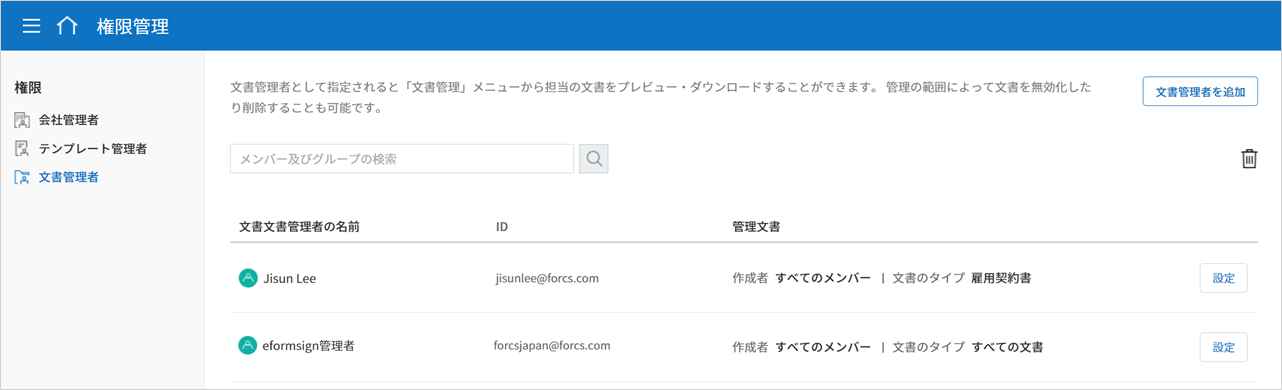 権限管理
権限
会社管理者
テンプレート管理者
文書管理者
文書管理者として指定されると「文書管理」メニューから担当の文書をプレビュー・ダウンロードすることができます。 管理の範囲によって文書を無効化した
り削除することも可能です。
文書管理者を追加
メンバー及びグループの検索
文書文書管理者の名前 ID 管理文書
Jisun Lee jisunlee@forcs.com 作成者 すべてのメンバー | 文書のタイプ 雇用契約書 設定
eformsign管理者 forcsjapan@forcs.com 作成者 すべてのメンバー | 文書のタイプ すべての文書 設定